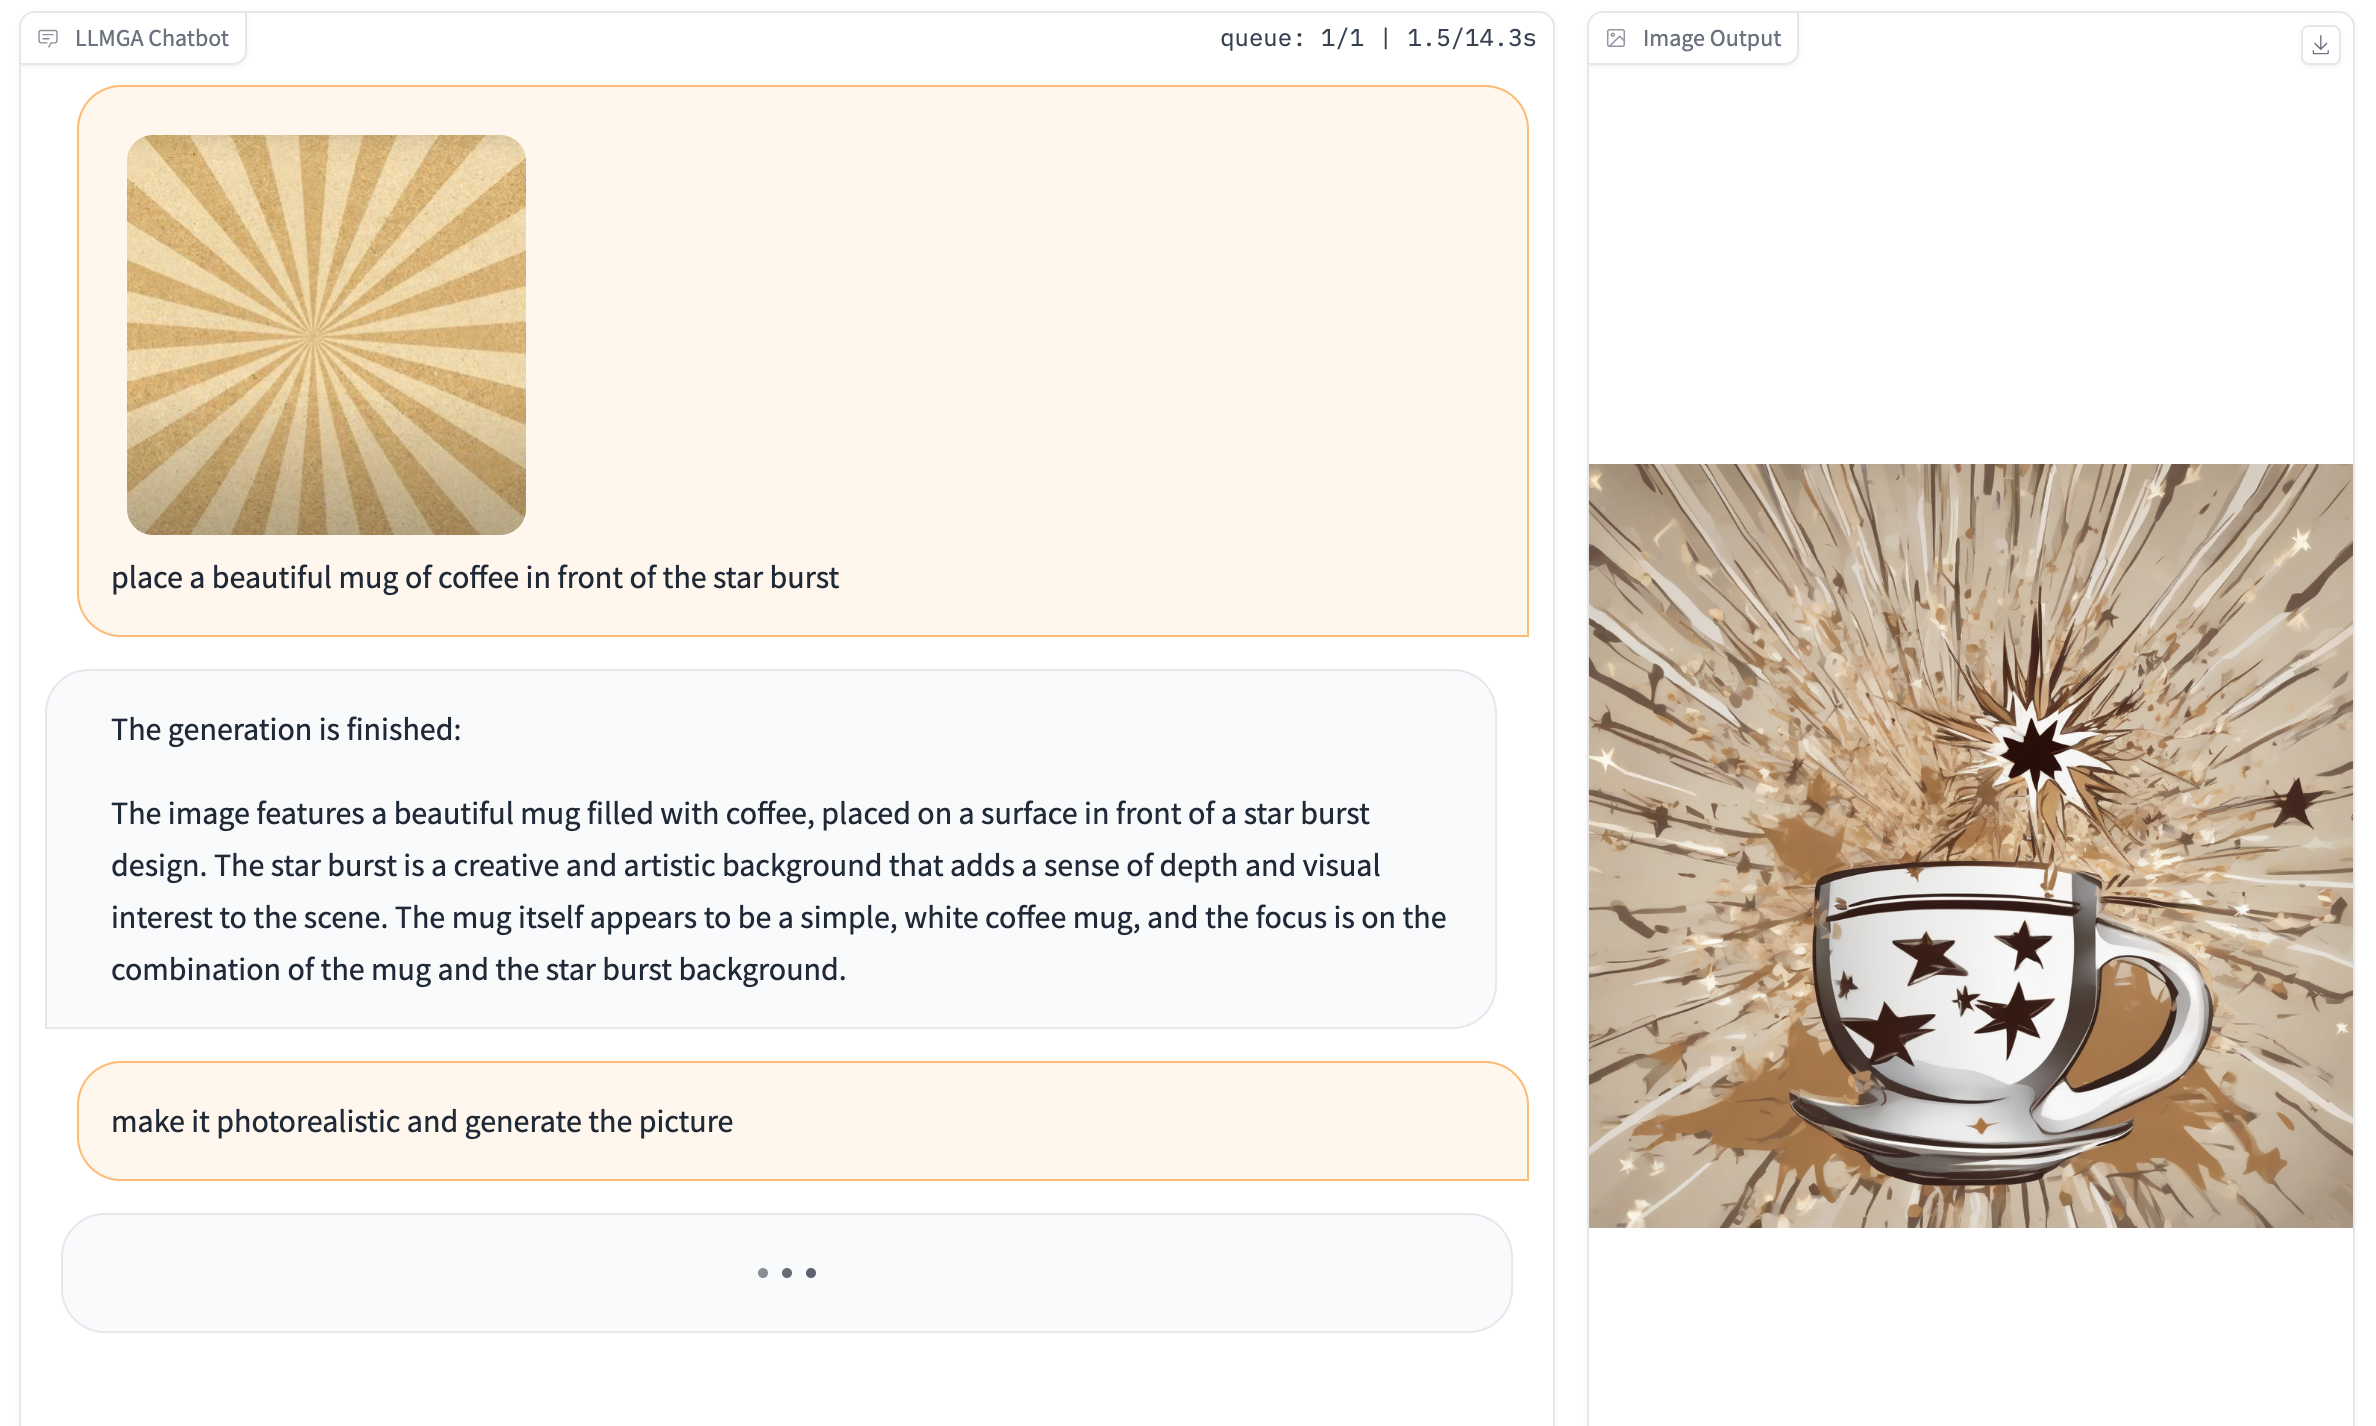 LLMGA Chatbot
queue: 1/1 | 1.5/14.3s
place a beautiful mug of coffee in front of the star burst
The generation is finished:
The image features a beautiful mug filled with coffee, placed on a surface in front of a star burst
design. The star burst is a creative and artistic background that adds a sense of depth and visual
interest to the scene. The mug itself appears to be a simple, white coffee mug, and the focus is on the
combination of the mug and the star burst background.
make it photorealistic and generate the picture
Image Output